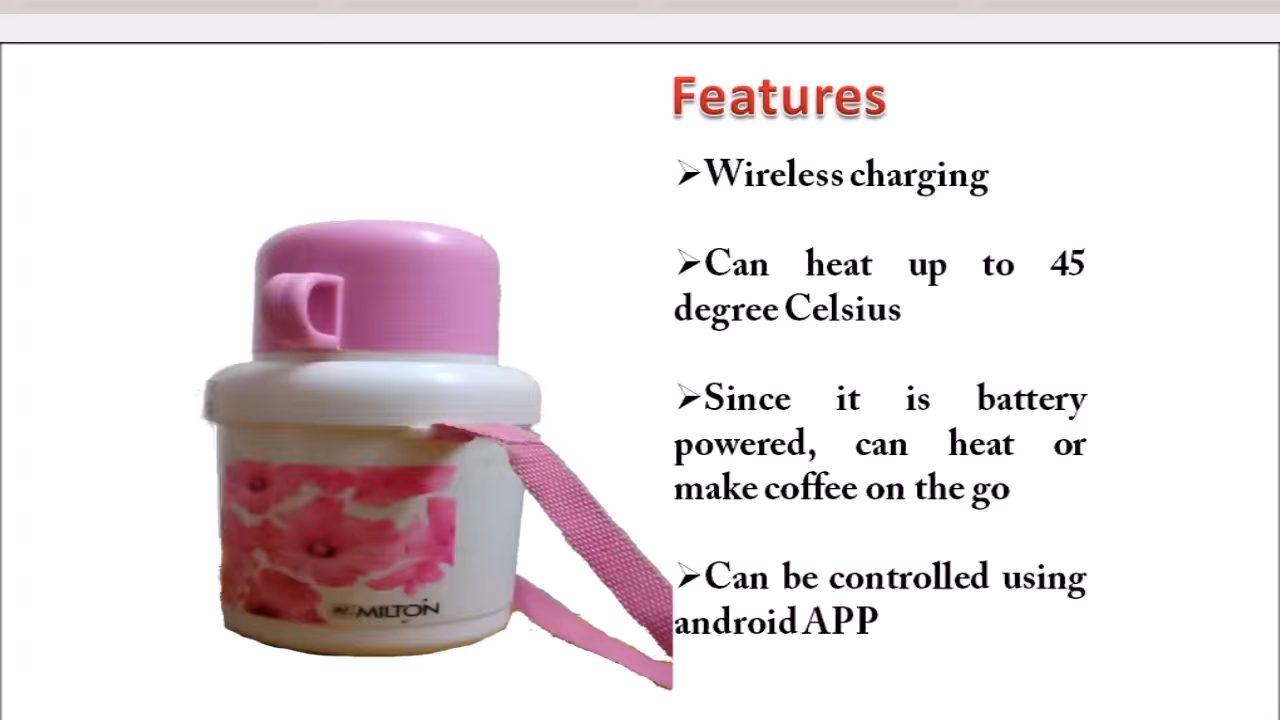 Features
➢Wireless charging
➢Can heat up to 45
degree Celsius
➢Since it is battery
powered, can heat or
make coffee on the go
➢Can be controlled using
android APP
MILTON